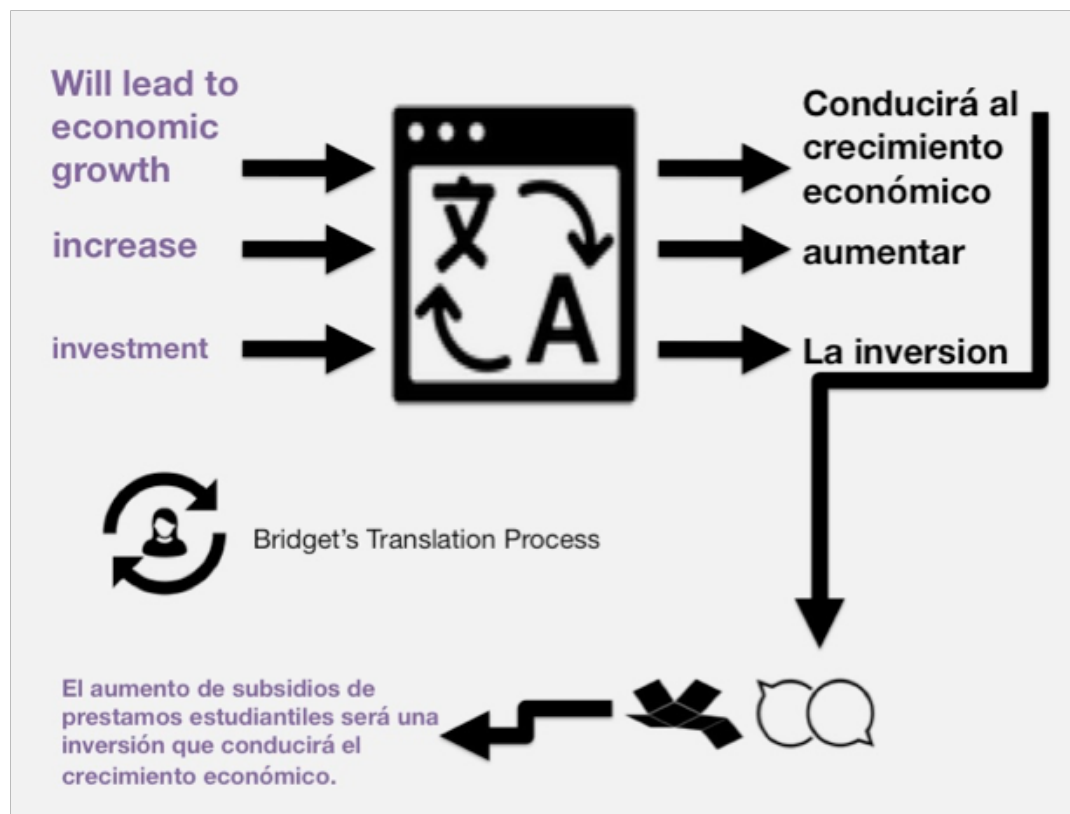 Will lead to
economic
growth
increase
investment
文
A
Conducirá al
crecimiento
económico
aumentar
La inversion
Bridget's Translation Process
El aumento de subsidios de
prestamos estudiantiles será una
inversión que conducirá el
crecimiento económico.